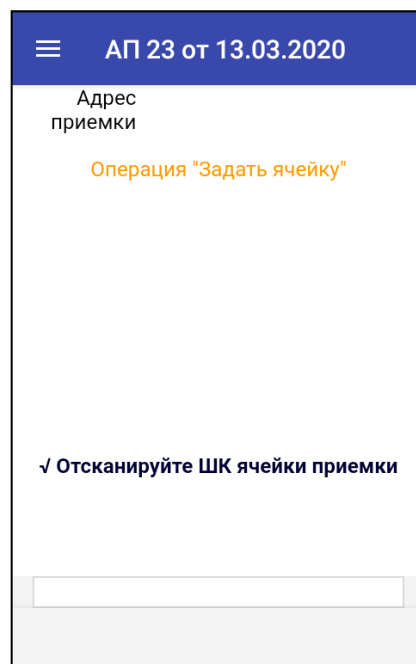 АП 23 от 13.03.2020
Адрес
приемки
Операция "Задать ячейку"
√ Отсканируйте ШК ячейки приемки